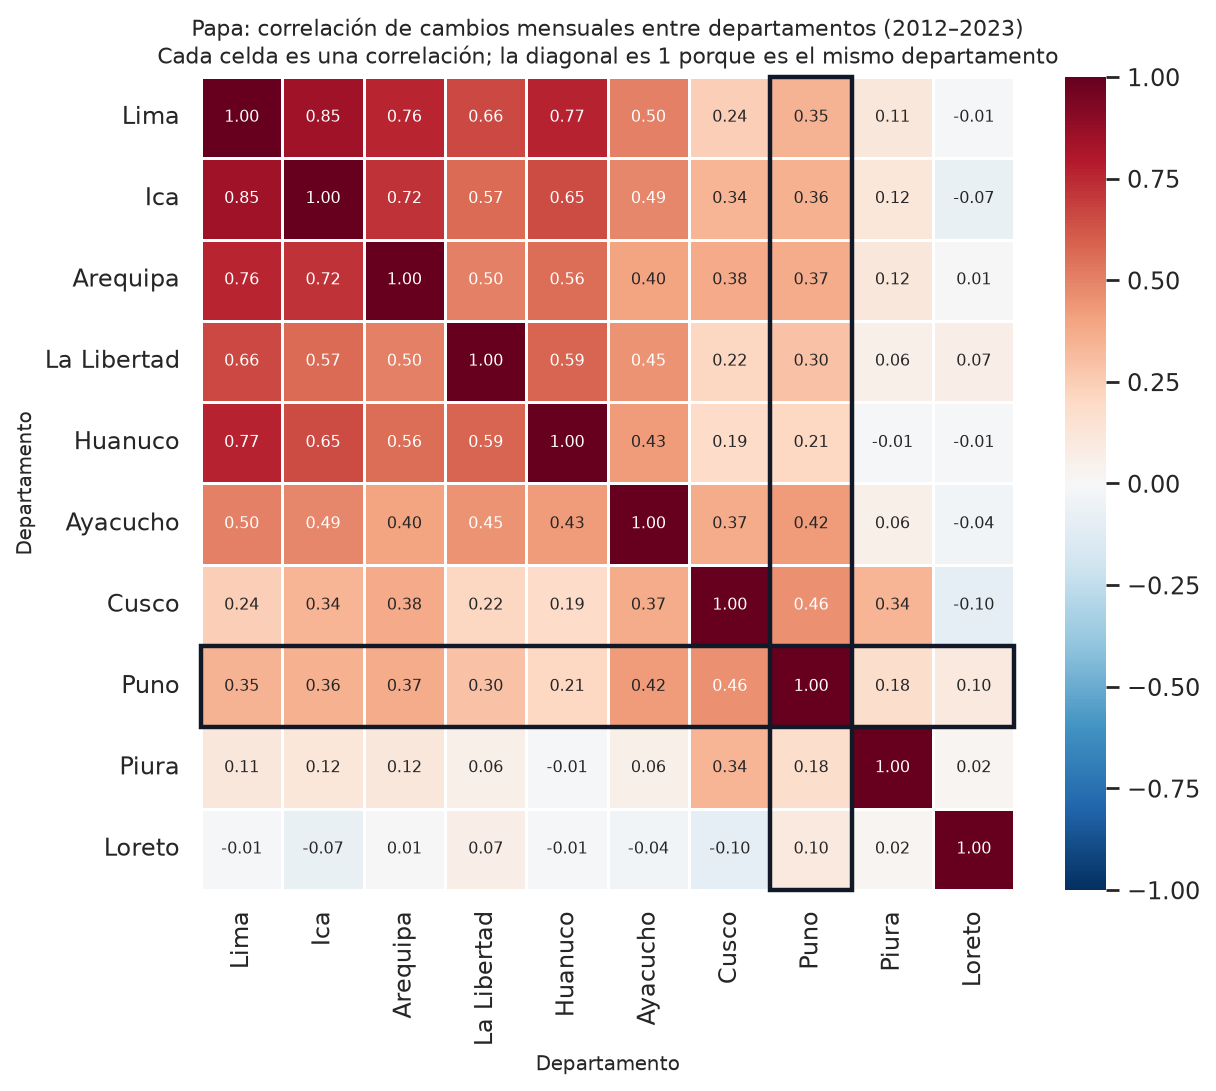 Papa: correlación de cambios mensuales entre departamentos (2012–2023)
Cada celda es una correlación; la diagonal es 1 porque es el mismo departamento
Departamento
Lima 1.00 0.85 0.76 0.66 0.77 0.50 0.24 0.35 0.11 -0.01
Ica 0.85 1.00 0.72 0.57 0.65 0.49 0.34 0.36 0.12 -0.07
Arequipa 0.76 0.72 1.00 0.50 0.56 0.40 0.38 0.37 0.12 0.01
La Libertad 0.66 0.57 0.50 1.00 0.59 0.45 0.22 0.30 0.06 0.07
Huanuco 0.77 0.65 0.56 0.59 1.00 0.43 0.19 0.21 -0.01 -0.01
Ayacucho 0.50 0.49 0.40 0.45 0.43 1.00 0.37 0.42 0.06 -0.04
Cusco 0.24 0.34 0.38 0.22 0.19 0.37 1.00 0.46 0.34 -0.10
Puno 0.35 0.36 0.37 0.30 0.21 0.42 0.46 1.00 0.18 0.10
Piura 0.11 0.12 0.12 0.06 -0.01 0.06 0.34 0.18 1.00 0.02
Loreto -0.01 -0.07 0.01 0.07 -0.01 -0.04 -0.10 0.10 0.02 1.00
Lima Ica Arequipa La Libertad Huanuco Ayacucho Cusco Puno Piura Loreto
Departamento
1.00
0.75
0.50
0.25
0.00
−0.25
−0.50
−0.75
−1.00